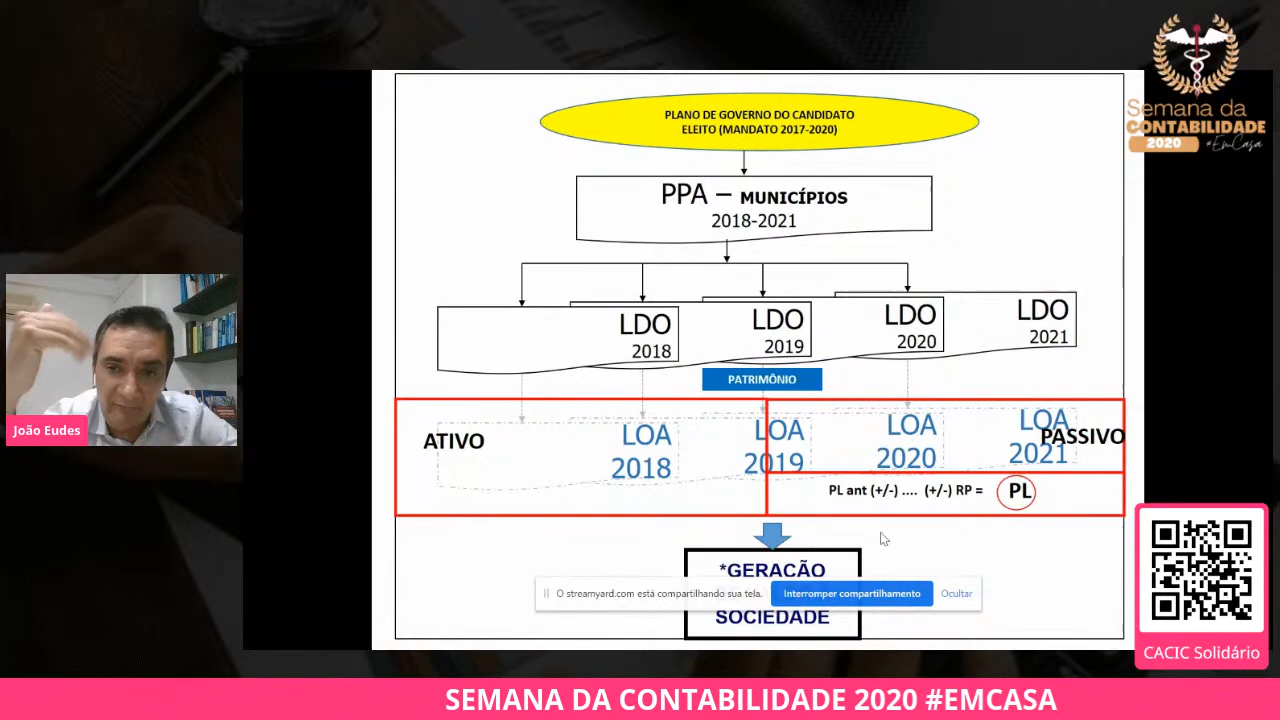 Semana da
CONTABILIDADE
2020 #EmCasa
PLANO DE GOVERNO DO CANDIDATO
ELEITO (MANDATO 2017-2020)
PPA – MUNICÍPIOS
2018-2021
LDO
2018
LDO
2019
LDO
2020
LDO
2021
PATRIMÔNIO
ATIVO
LOA
2018
LOA
2019
LOA
2020
LOA
2021
PASSIVO
PL ant (+/-) .... (+/-) RP =
PL
*GERAÇÃO
O streamyard.com está compartilhando sua tela.
Interromper compartilhamento
Ocultar
SOCIEDADE
João Eudes
CACIC Solidário
SEMANA DA CONTABILIDADE 2020 #EMCASA